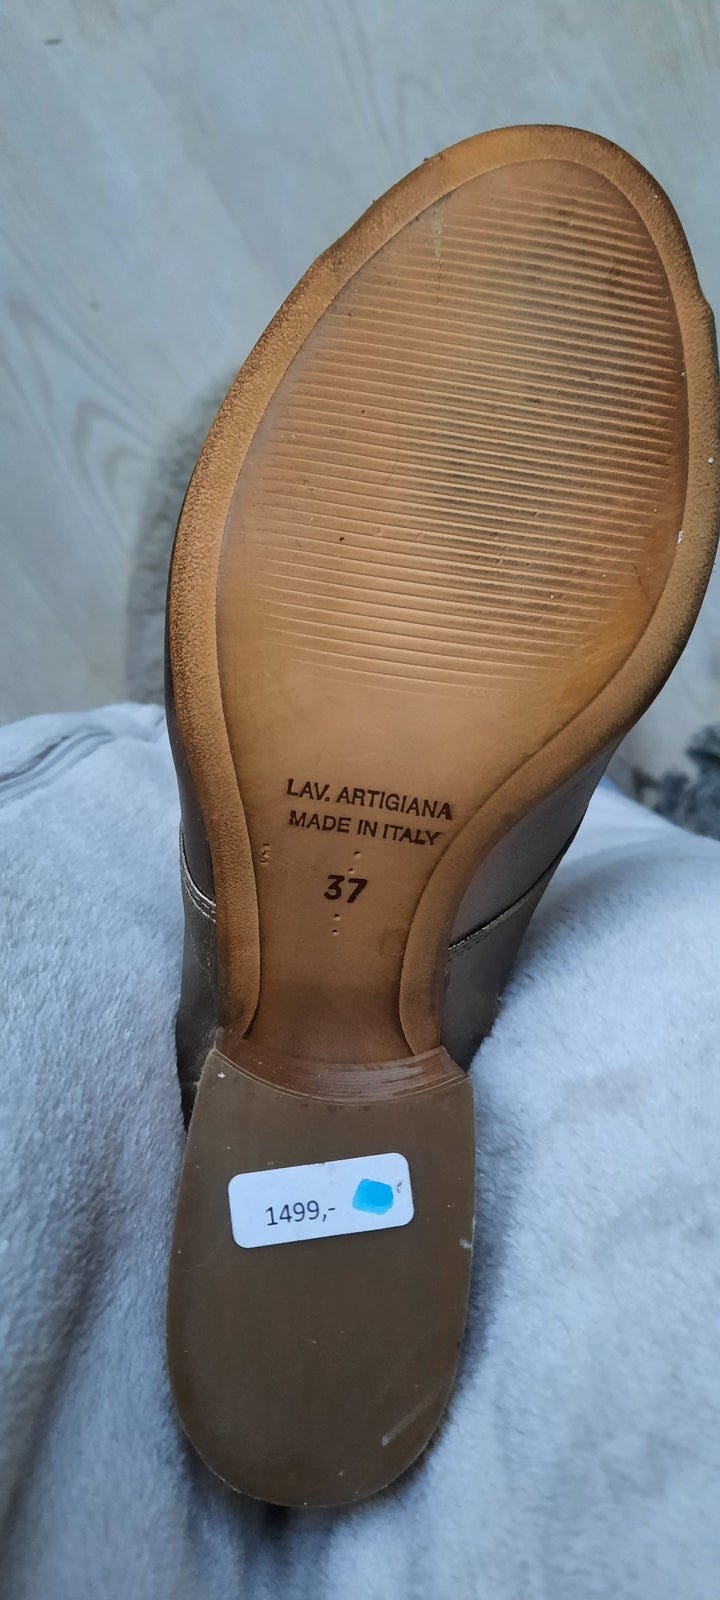 LAV. ARTIGIANA
MADE IN ITALY
37
1499,-